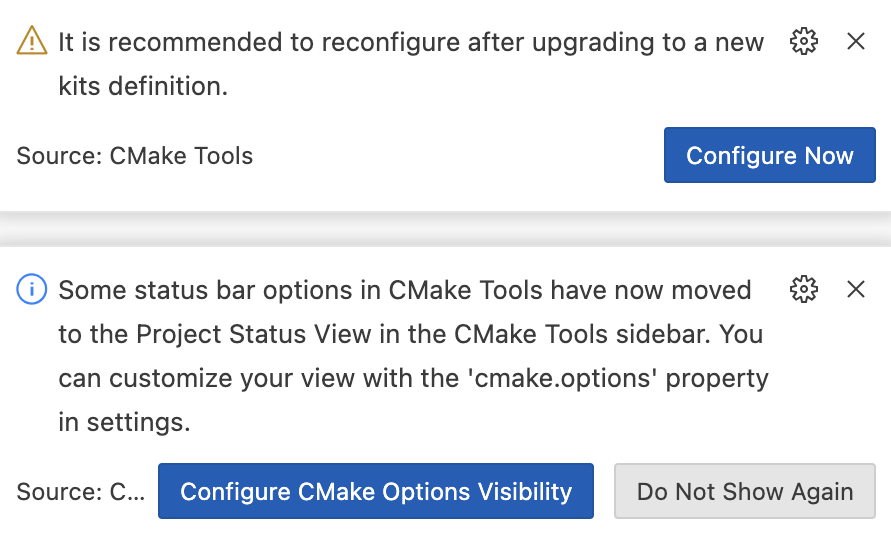 It is recommended to reconfigure after upgrading to a new
kits definition.
Source: CMake Tools
Configure Now
Some status bar options in CMake Tools have now moved
to the Project Status View in the CMake Tools sidebar. You
can customize your view with the 'cmake.options' property
in settings.
Source: C...
Configure CMake Options Visibility
Do Not Show Again